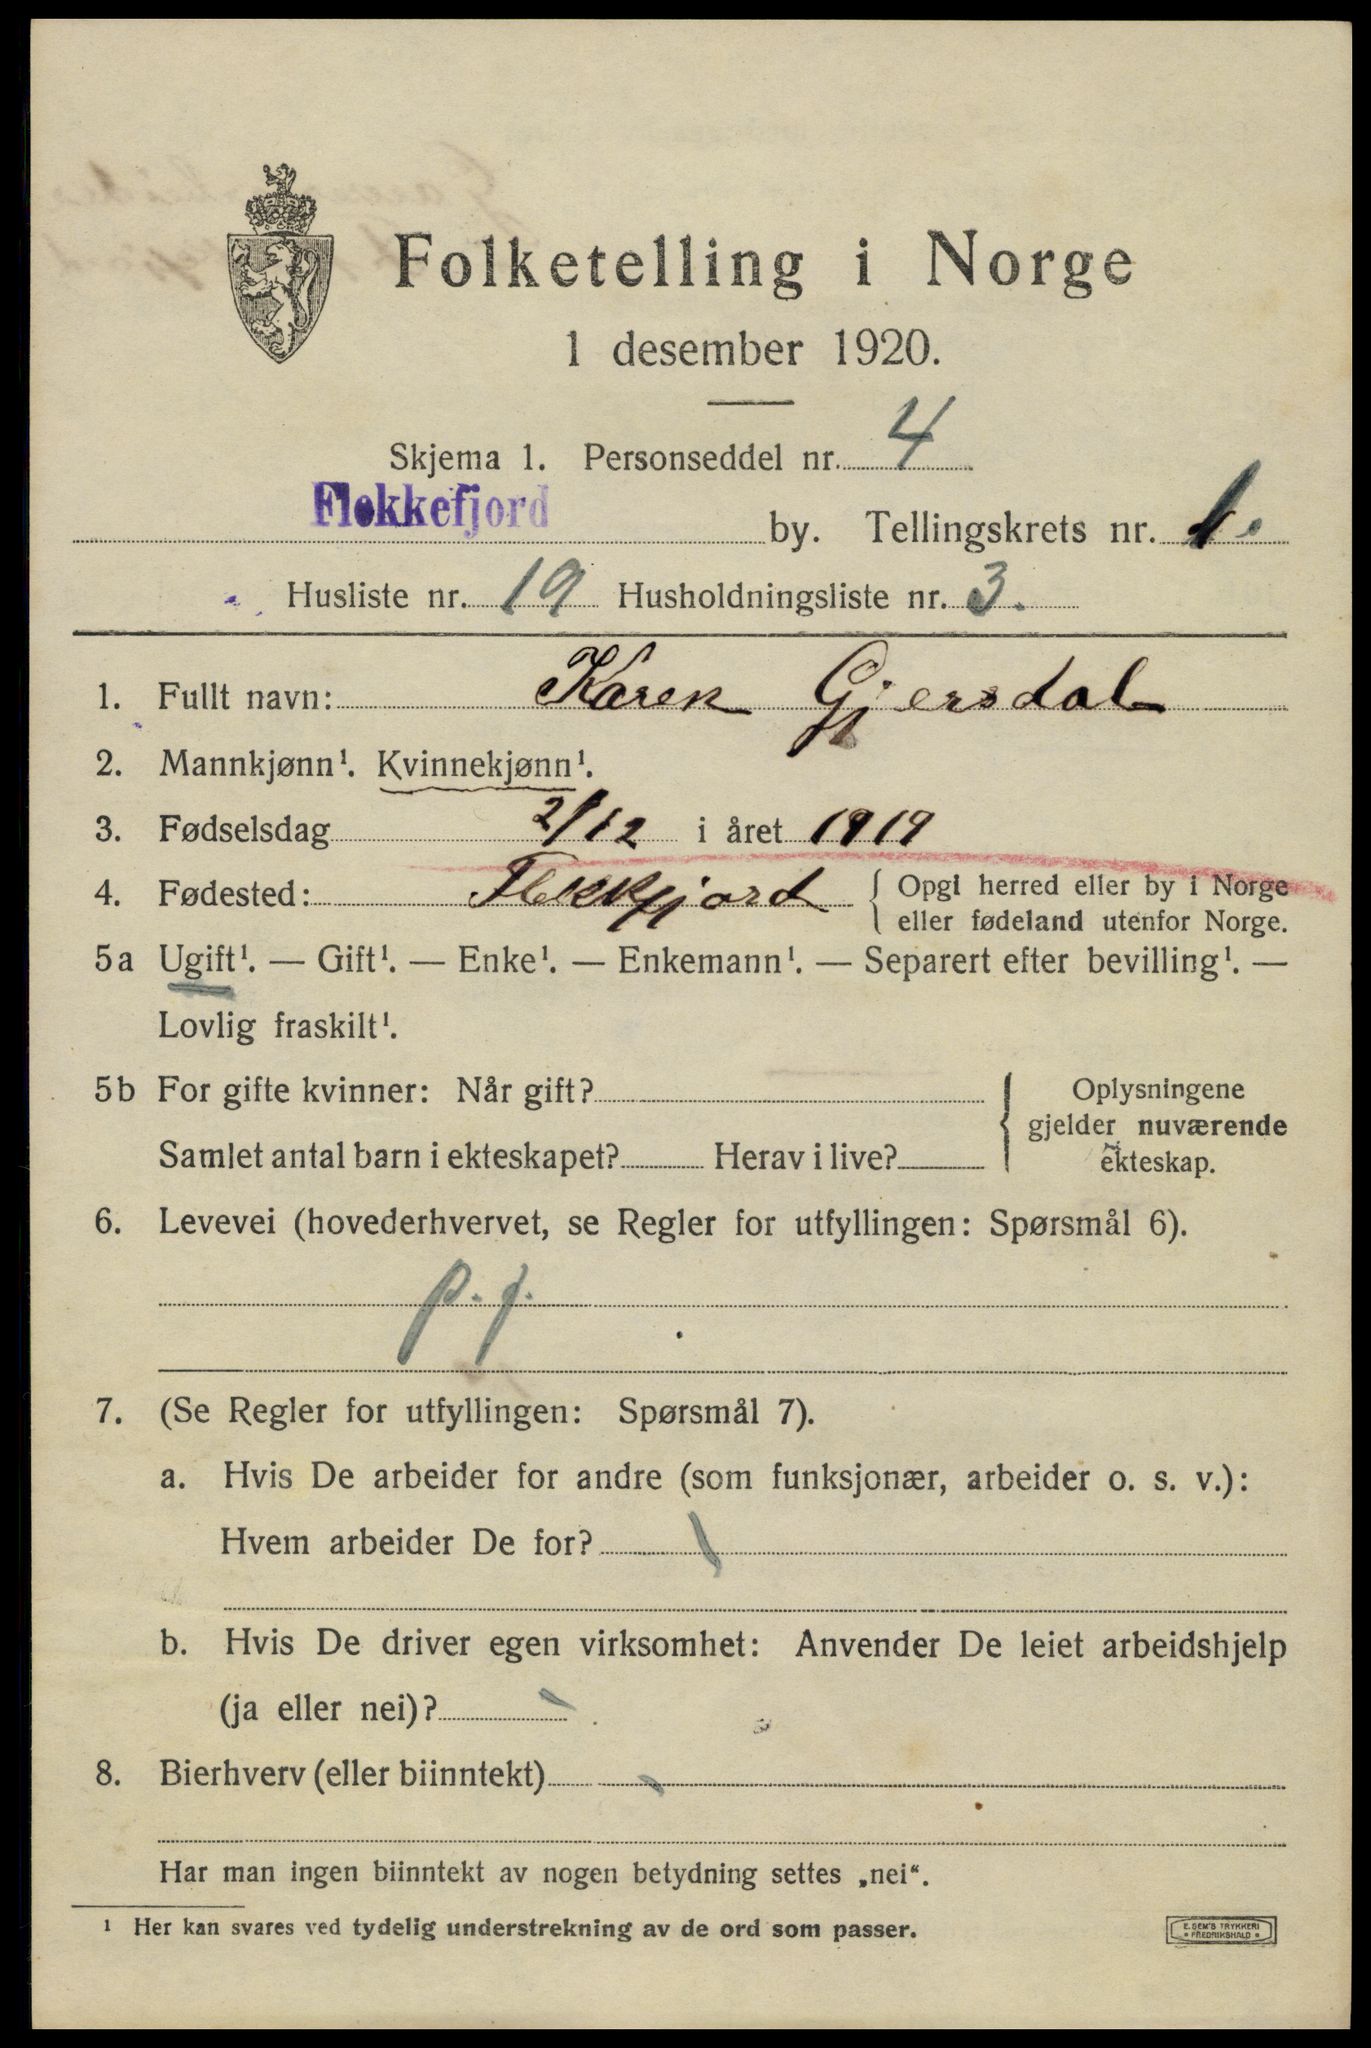 Folketelling i Norge
1 desember 1920.
Skjema 1. Personseddel nr. 4
Flekkefjord by. Tellingskrets nr. 1.
Husliste nr. 19 Husholdningsliste nr. 3.
1. Fullt navn: Karen Gjersdal
2. Mannkjønn¹. Kvinnekjønn¹.
3. Fødselsdag 2/12 i året 1919
4. Fødested: Flekkfjord { Opgi herred eller by i Norge
eller fødeland utenfor Norge.
5a Ugift¹. — Gift¹. — Enke¹. — Enkemann¹. — Separert efter bevilling¹. —
Lovlig fraskilt¹.
5b For gifte kvinner: Når gift? { Oplysningene
gjelder nuværende
Samlet antal barn i ekteskapet? Herav i live? ekteskap.
6. Levevei (hovederhvervet, se Regler for utfyllingen: Spørsmål 6).
p. f.
7. (Se Regler for utfyllingen: Spørsmål 7).
a. Hvis De arbeider for andre (som funksjonær, arbeider o. s. v.):
Hvem arbeider De for?
b. Hvis De driver egen virksomhet: Anvender De leiet arbeidshjelp
(ja eller nei)?
8. Bierhverv (eller biinntekt)
Har man ingen biinntekt av nogen betydning settes „nei“.
¹ Her kan svares ved tydelig understrekning av de ord som passer.
E. SEM'S TRYKKERI
FREDRIKSHALD